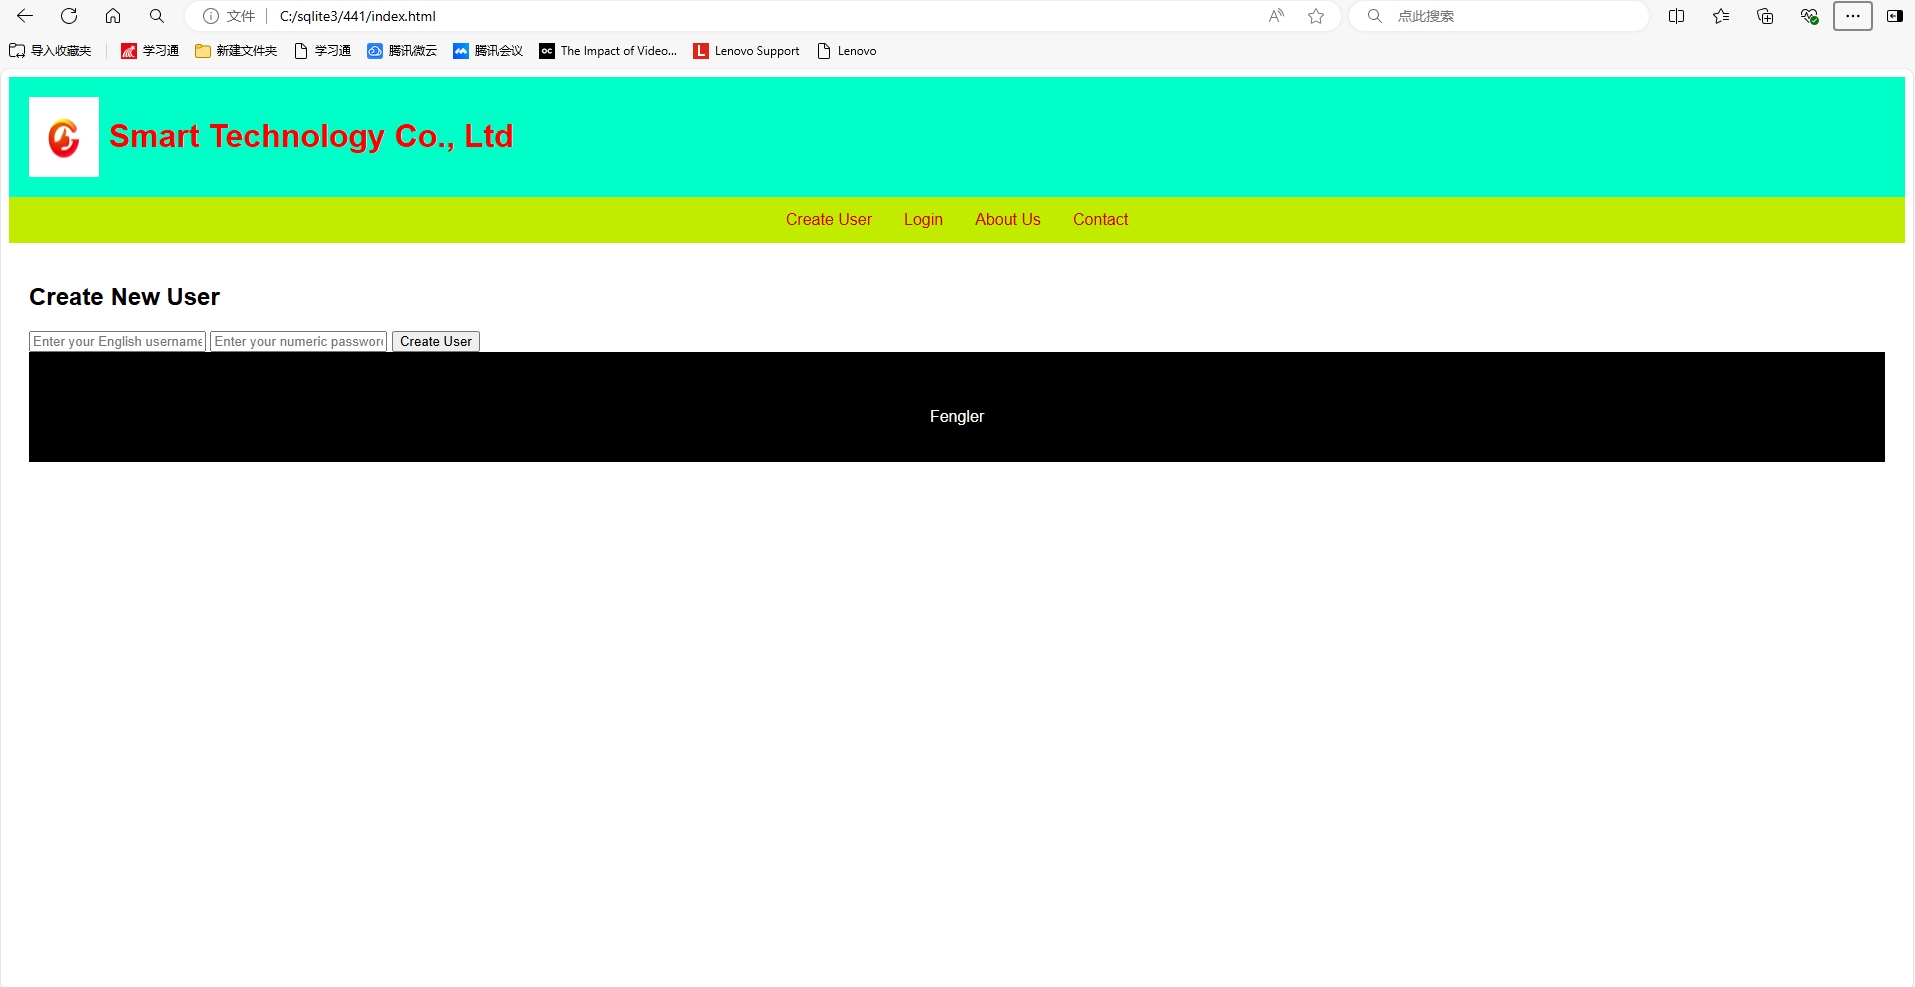 文件 C:/sqlite3/441/index.html 点此搜索
导入收藏夹 学习通 新建文件夹 学习通 腾讯微云 腾讯会议 The Impact of Video... Lenovo Support Lenovo
Smart Technology Co., Ltd
Create User Login About Us Contact
Create New User
Enter your English username Enter your numeric password Create User
Fengler